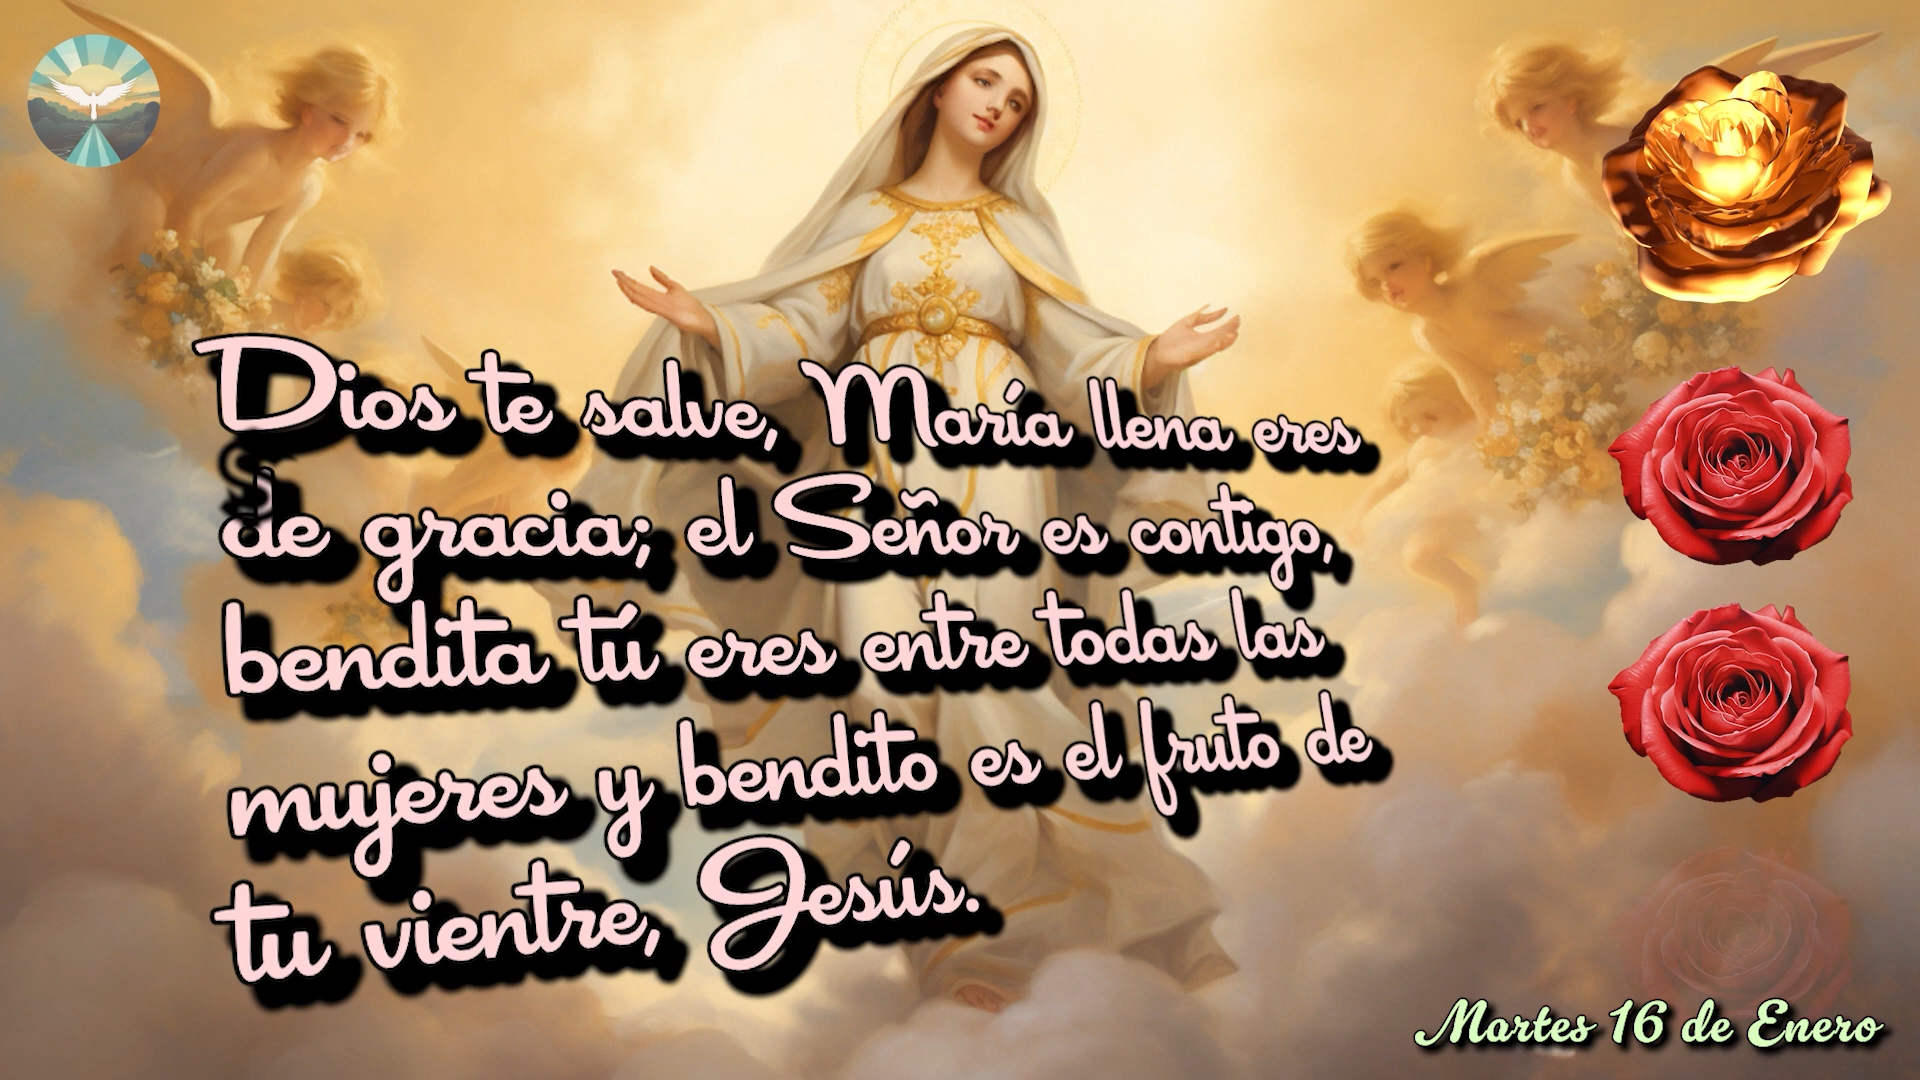 Dios te salve, María llena eres
de gracia; el Señor es contigo,
bendita tú eres entre todas las
mujeres y bendito es el fruto de
tu vientre, Jesús.
Martes 16 de Enero